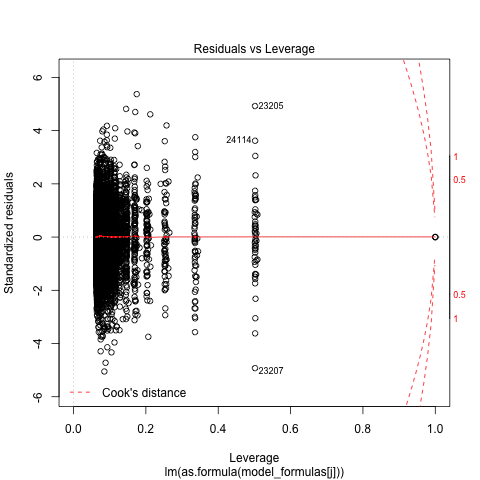 Residuals vs Leverage
Standardized residuals
6
4
2
0
-2
-4
-6
23205
24114
23207
1
0.5
0.5
1
Cook's distance
0.0 0.2 0.4 0.6 0.8 1.0
Leverage
lm(as.formula(model_formulas[j]))